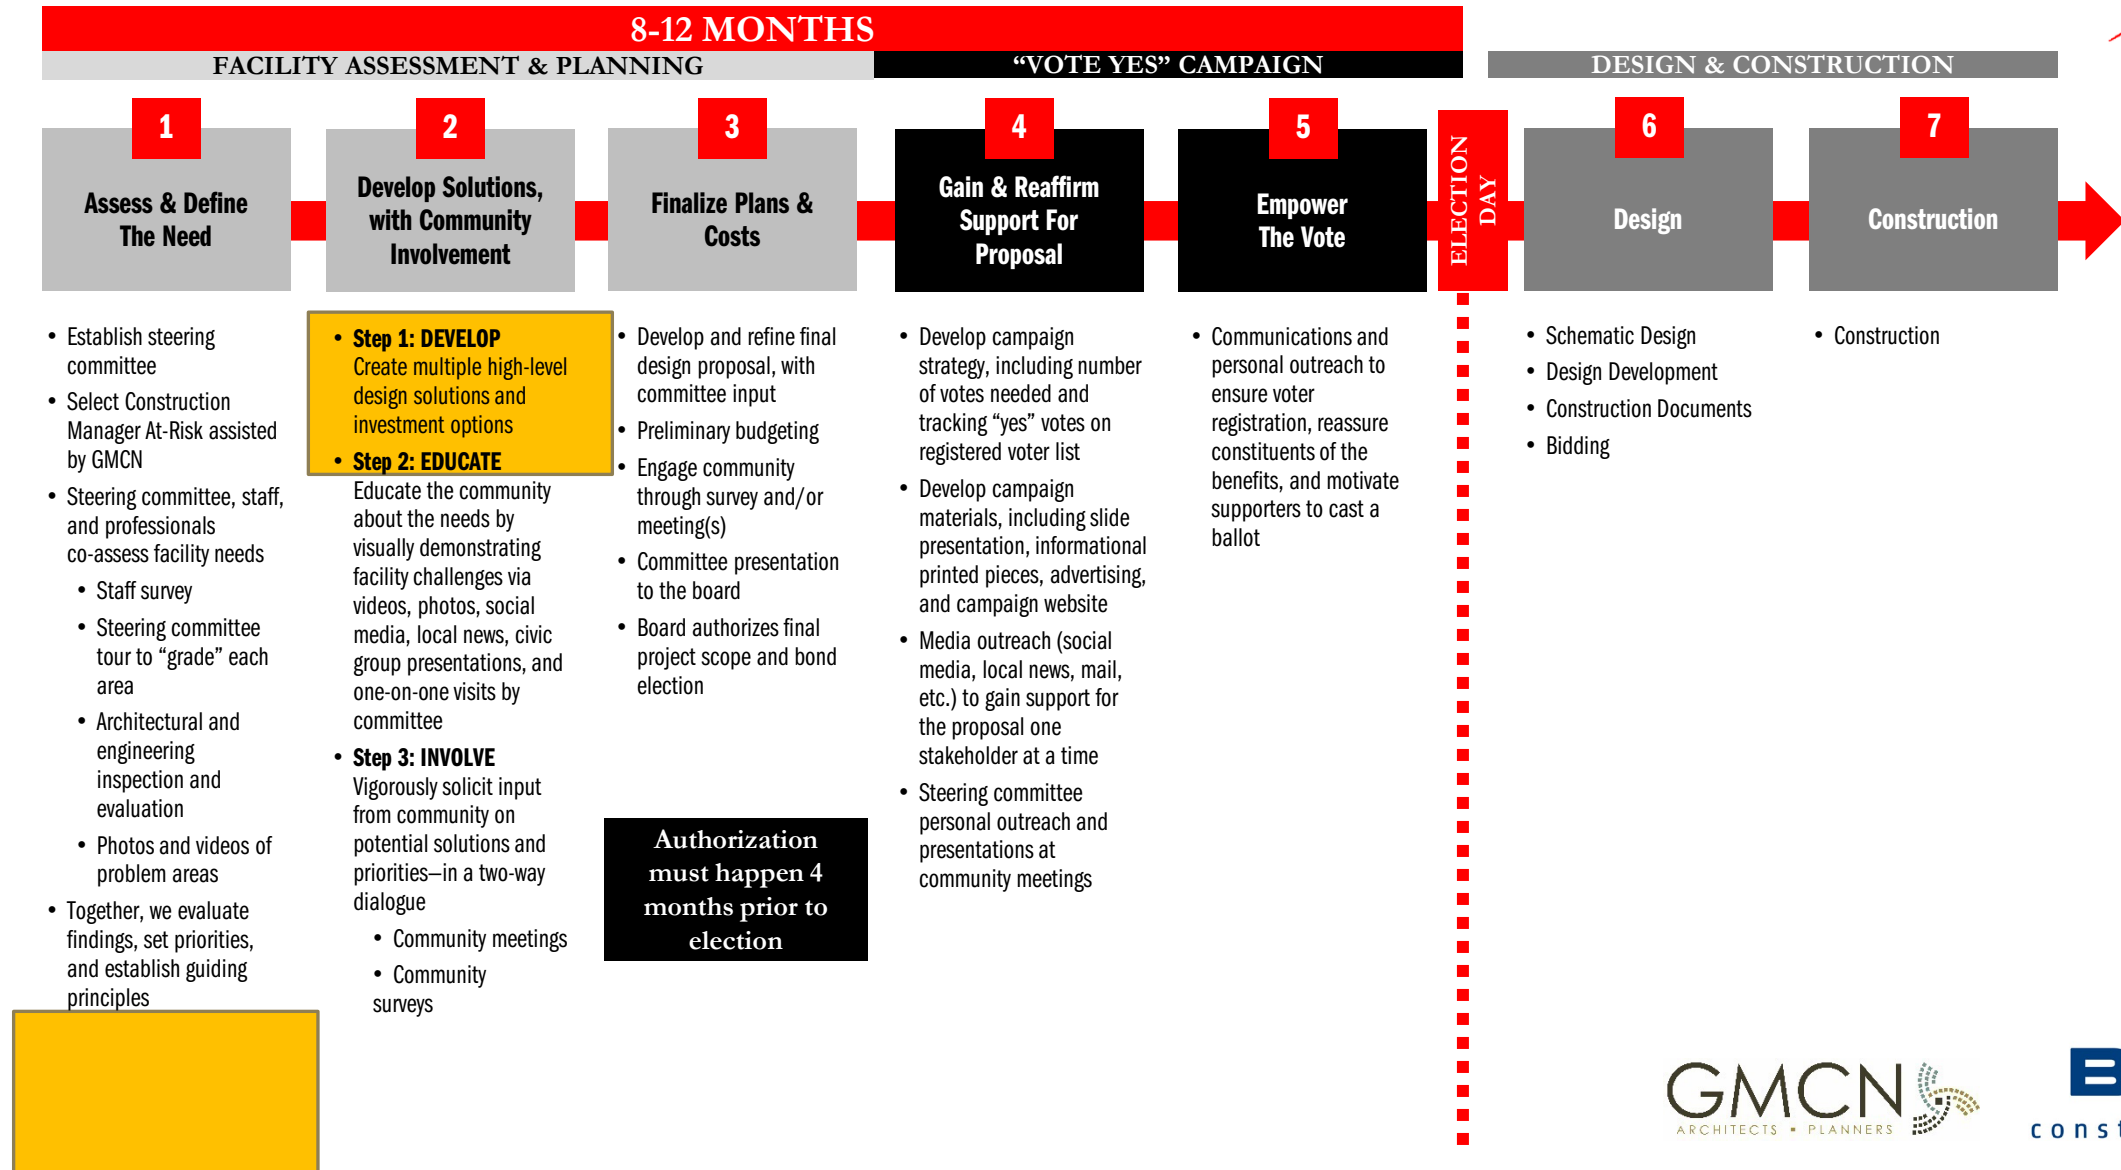 8-12 MONTHS
FACILITY ASSESSMENT & PLANNING
“VOTE YES” CAMPAIGN
DESIGN & CONSTRUCTION
1
Assess & Define
The Need
2
Develop Solutions,
with Community
Involvement
3
Finalize Plans &
Costs
4
Gain & Reaffirm
Support For
Proposal
5
Empower
The Vote
ELECTION
DAY
6
Design
7
Construction
• Establish steering
committee
• Select Construction
Manager At-Risk assisted
by GMCN
• Steering committee, staff,
and professionals
co-assess facility needs
• Staff survey
• Steering committee
tour to “grade” each
area
• Architectural and
engineering
inspection and
evaluation
• Photos and videos of
problem areas
• Together, we evaluate
findings, set priorities,
and establish guiding
principles
• Step 1: DEVELOP
Create multiple high-level
design solutions and
investment options
• Step 2: EDUCATE
Educate the community
about the needs by
visually demonstrating
facility challenges via
videos, photos, social
media, local news, civic
group presentations, and
one-on-one visits by
committee
• Step 3: INVOLVE
Vigorously solicit input
from community on
potential solutions and
priorities—in a two-way
dialogue
• Community meetings
• Community
surveys
• Develop and refine final
design proposal, with
committee input
• Preliminary budgeting
• Engage community
through survey and/or
meeting(s)
• Committee presentation
to the board
• Board authorizes final
project scope and bond
election
Authorization
must happen 4
months prior to
election
• Develop campaign
strategy, including number
of votes needed and
tracking “yes” votes on
registered voter list
• Develop campaign
materials, including slide
presentation, informational
printed pieces, advertising,
and campaign website
• Media outreach (social
media, local news, mail,
etc.) to gain support for
the proposal one
stakeholder at a time
• Steering committee
personal outreach and
presentations at
community meetings
• Communications and
personal outreach to
ensure voter
registration, reassure
constituents of the
benefits, and motivate
supporters to cast a
ballot
• Schematic Design
• Design Development
• Construction Documents
• Bidding
• Construction
GMCN
ARCHITECTS ▪ PLANNERS